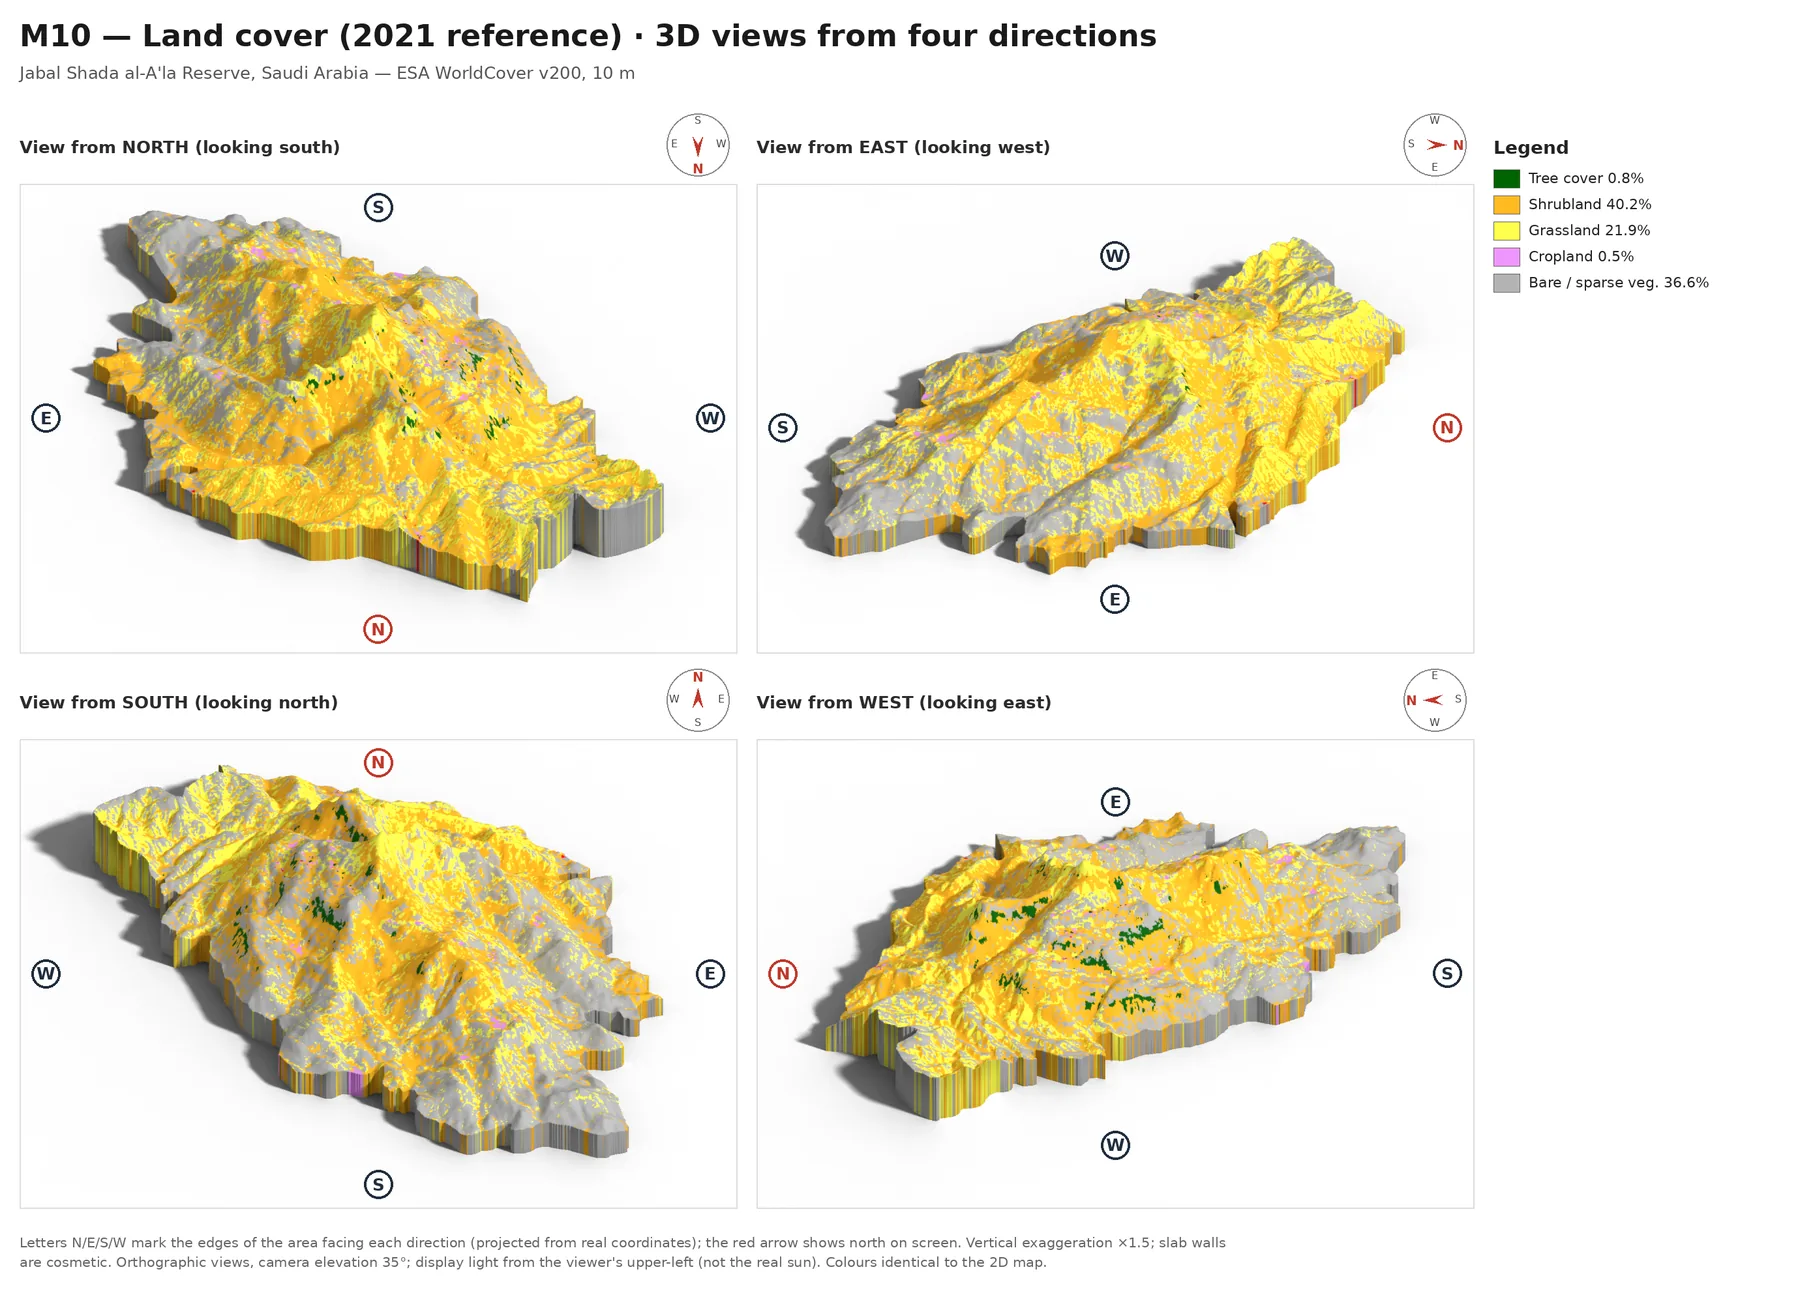 M10 — Land cover (2021 reference) · 3D views from four directions
Jabal Shada al-A'la Reserve, Saudi Arabia — ESA WorldCover v200, 10 m
View from NORTH (looking south)
S
E
W
N
S
E
W
N
View from EAST (looking west)
W
S
N
E
W
S
N
E
Legend
Tree cover 0.8%
Shrubland 40.2%
Grassland 21.9%
Cropland 0.5%
Bare / sparse veg. 36.6%
View from SOUTH (looking north)
N
W
E
S
N
W
E
S
View from WEST (looking east)
E
N
S
W
E
N
S
W
Letters N/E/S/W mark the edges of the area facing each direction (projected from real coordinates); the red arrow shows north on screen. Vertical exaggeration ×1.5; slab walls
are cosmetic. Orthographic views, camera elevation 35°; display light from the viewer's upper-left (not the real sun). Colours identical to the 2D map.